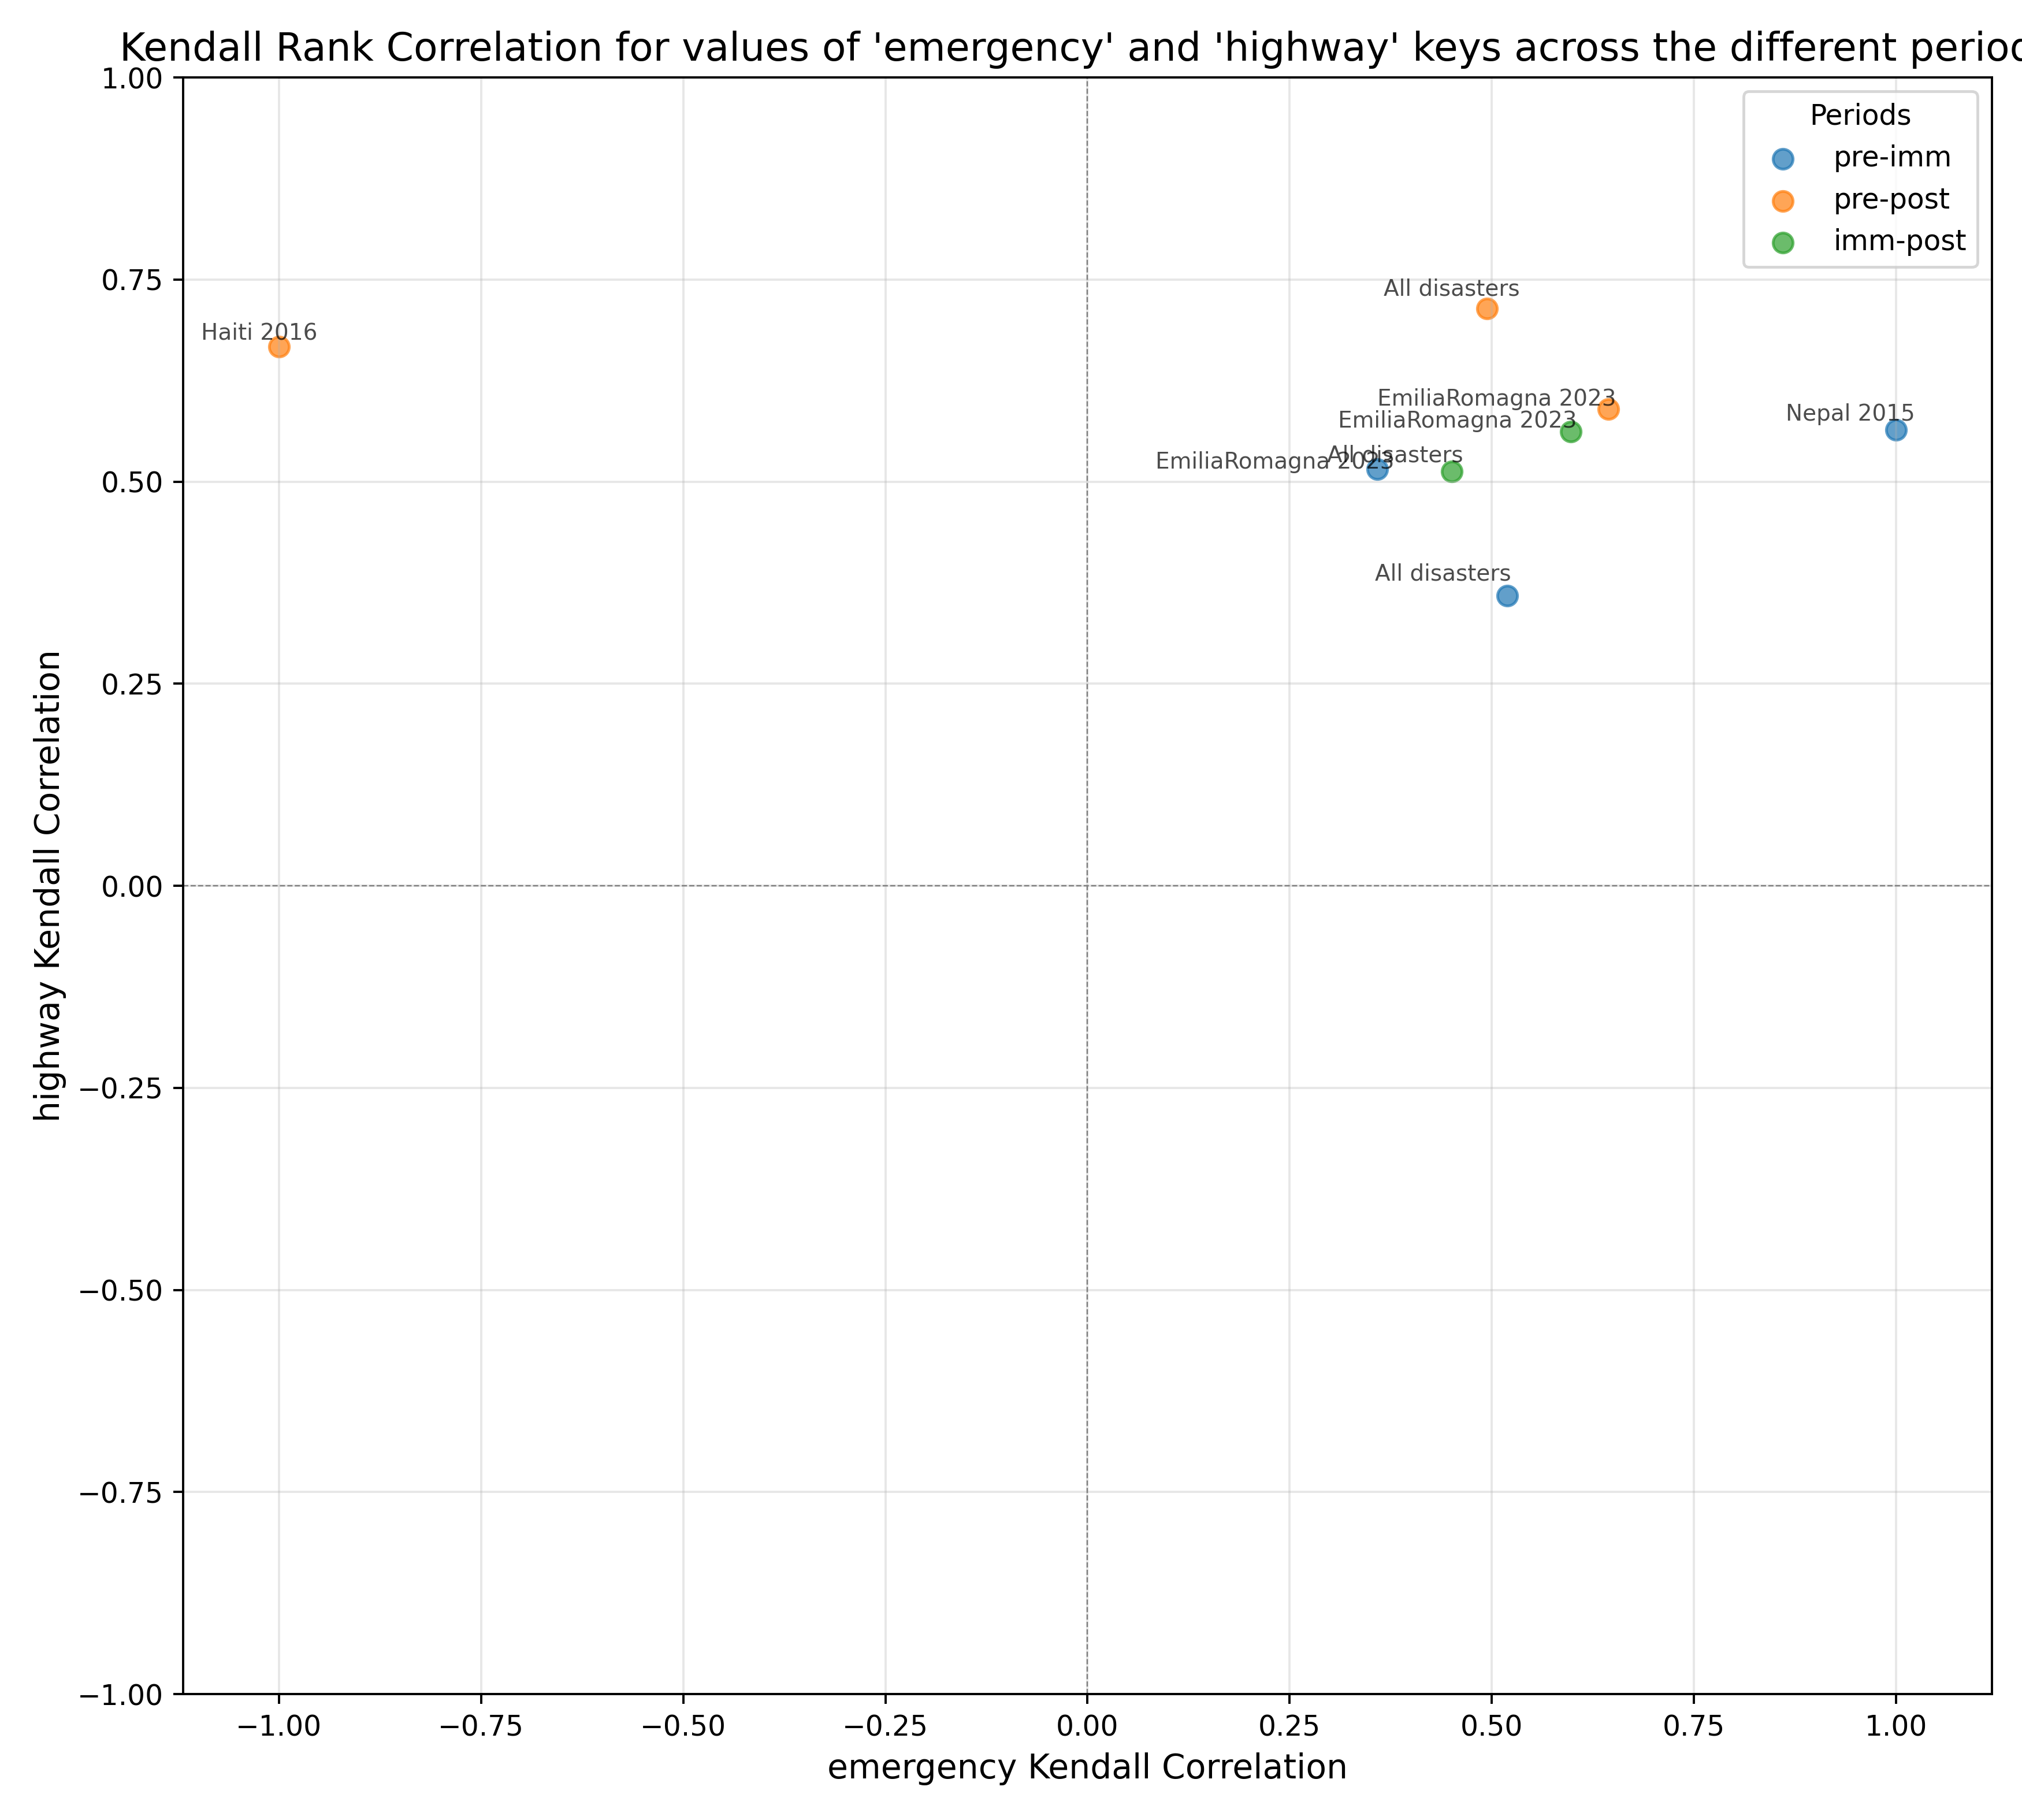 Kendall Rank Correlation for values of 'emergency' and 'highway' keys across the different perio
1.00
0.75
0.50
0.25
0.00
−0.25
−0.50
−0.75
−1.00
highway Kendall Correlation
Periods
pre-imm
pre-post
imm-post
All disasters
Haiti 2016
EmiliaRomagna 2023
Nepal 2015
EmiliaRomagna 2023
All disasters
EmiliaRomagna 2023
All disasters
−1.00 −0.75 −0.50 −0.25 0.00 0.25 0.50 0.75 1.00
emergency Kendall Correlation